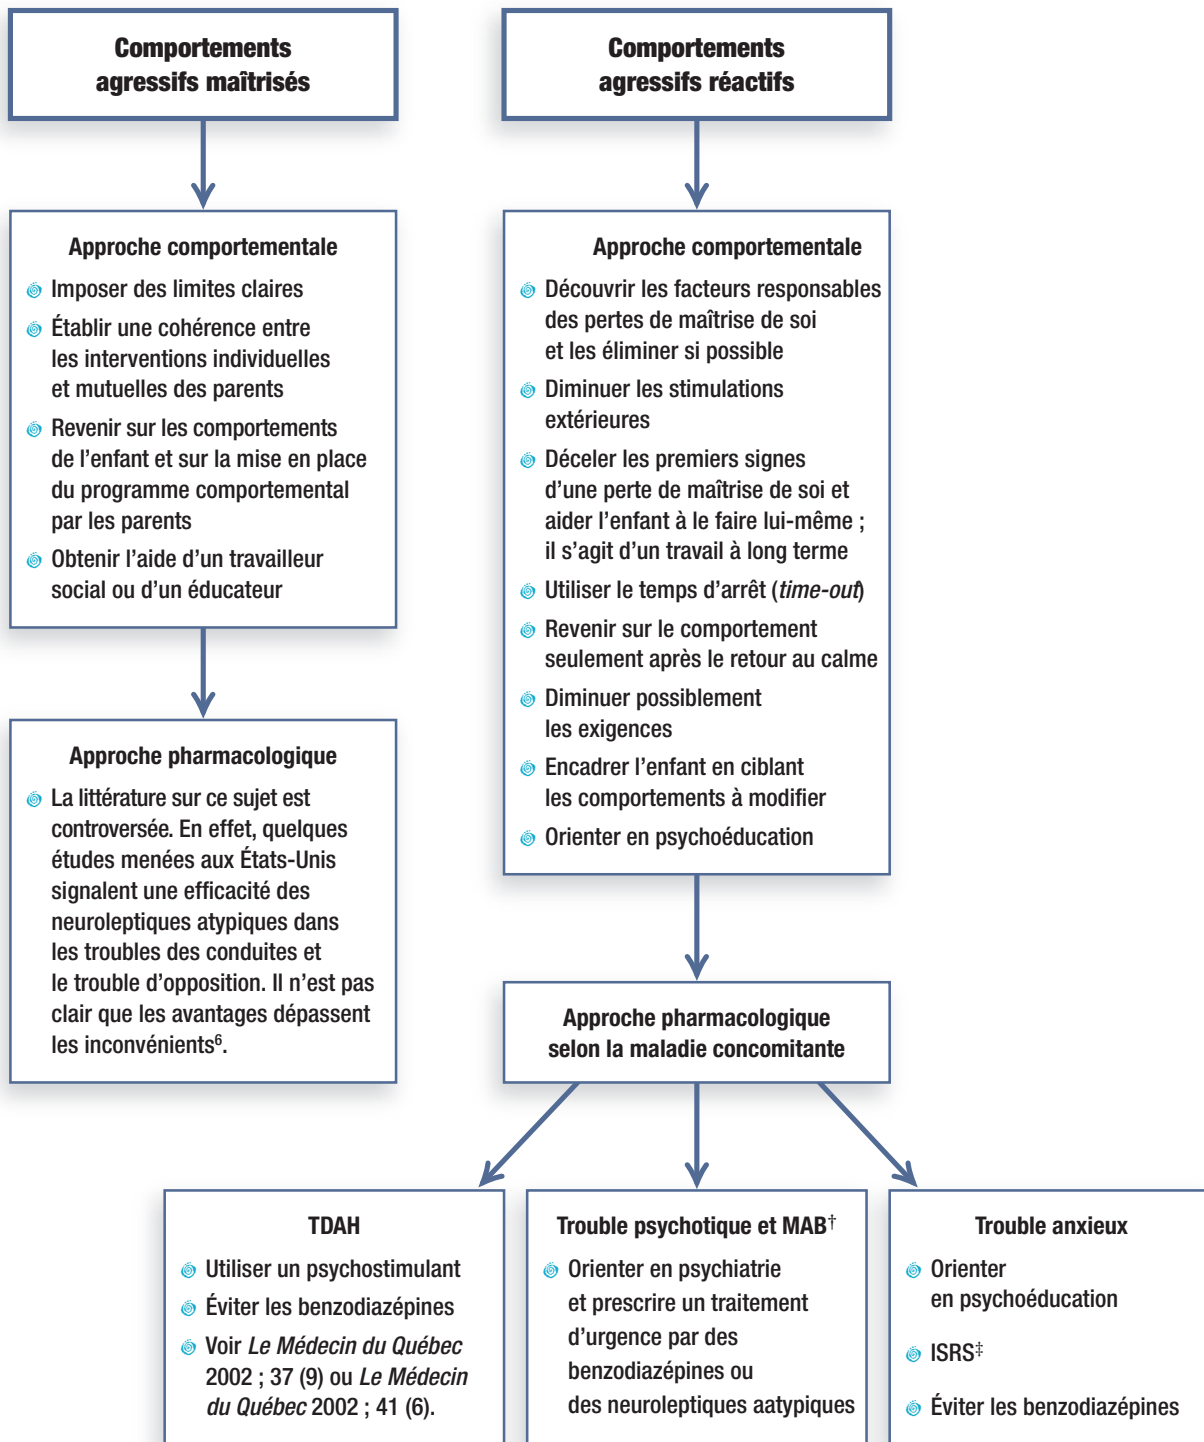 Comportements
agressifs maîtrisés
Approche comportementale
Imposer des limites claires
Établir une cohérence entre
les interventions individuelles
et mutuelles des parents
Revenir sur les comportements
de l’enfant et sur la mise en place
du programme comportemental
par les parents
Obtenir l’aide d’un travailleur
social ou d’un éducateur
Approche pharmacologique
La littérature sur ce sujet est
controversée. En effet, quelques
études menées aux États-Unis
signalent une efficacité des
neuroleptiques atypiques dans
les troubles des conduites et
le trouble d’opposition. Il n’est pas
clair que les avantages dépassent
les inconvénients⁶.
Comportements
agressifs réactifs
Approche comportementale
Découvrir les facteurs responsables
des pertes de maîtrise de soi
et les éliminer si possible
Diminuer les stimulations
extérieures
Déceler les premiers signes
d’une perte de maîtrise de soi et
aider l’enfant à le faire lui-même ;
il s’agit d’un travail à long terme
Utiliser le temps d’arrêt (time-out)
Revenir sur le comportement
seulement après le retour au calme
Diminuer possiblement
les exigences
Encadrer l’enfant en ciblant
les comportements à modifier
Orienter en psychoéducation
Approche pharmacologique
selon la maladie concomitante
TDAH
Utiliser un psychostimulant
Éviter les benzodiazépines
Voir Le Médecin du Québec
2002 ; 37 (9) ou Le Médecin
du Québec 2002 ; 41 (6).
Trouble psychotique et MAB†
Orienter en psychiatrie
et prescrire un traitement
d’urgence par des
benzodiazépines ou
des neuroleptiques aatypiques
Trouble anxieux
Orienter
en psychoéducation
ISRS‡
Éviter les benzodiazépines